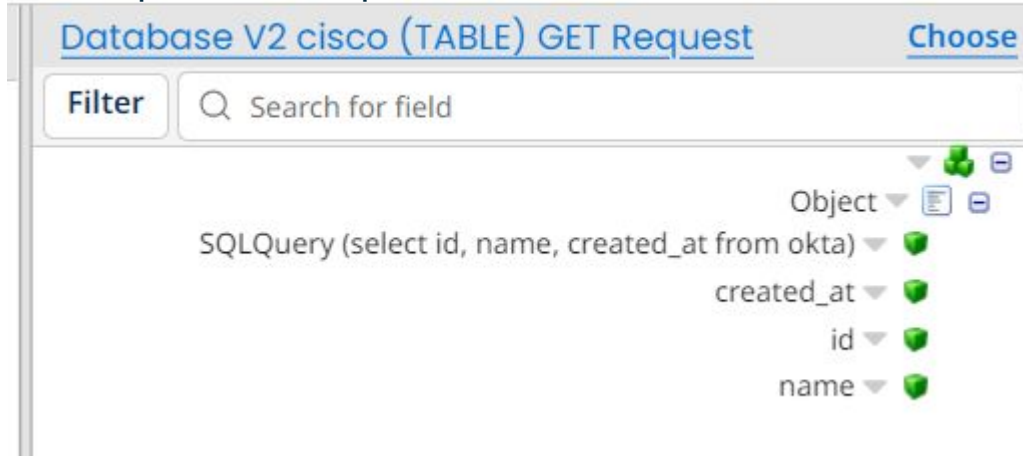 Database V2 cisco (TABLE) GET Request Choose
Filter Search for field
Object
SQLQuery (select id, name, created_at from okta)
created_at
id
name